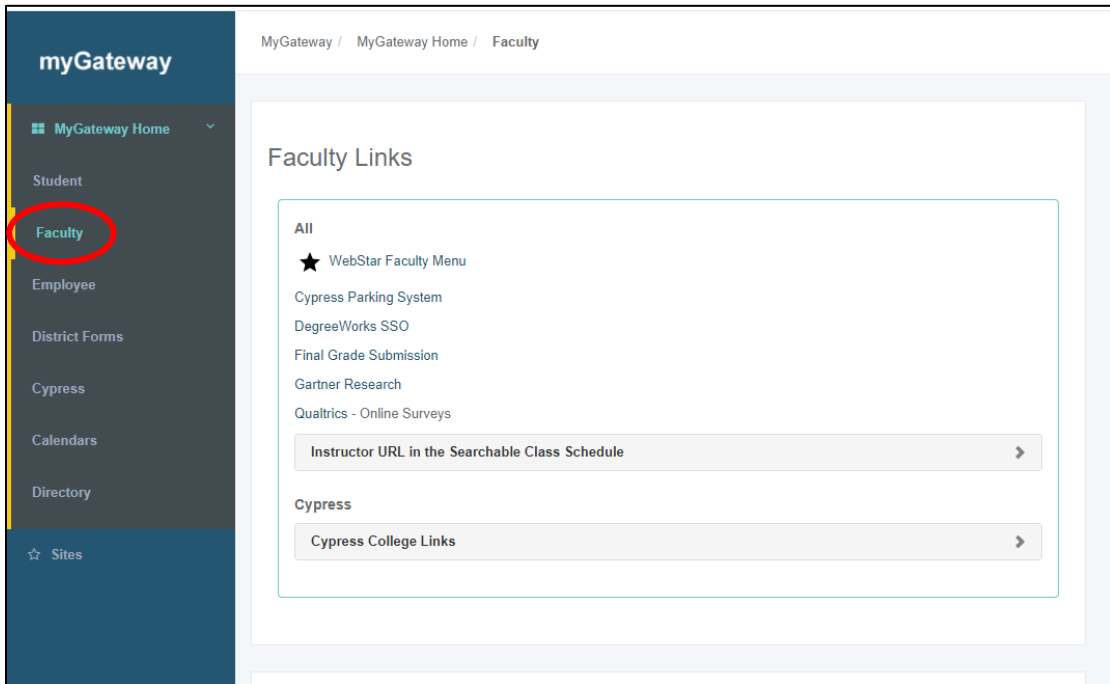 myGateway
MyGateway Home
Student
Faculty
Employee
District Forms
Cypress
Calendars
Directory
Sites
MyGateway / MyGateway Home / Faculty
Faculty Links
All
WebStar Faculty Menu
Cypress Parking System
DegreeWorks SSO
Final Grade Submission
Gartner Research
Qualtrics - Online Surveys
Instructor URL in the Searchable Class Schedule
Cypress
Cypress College Links